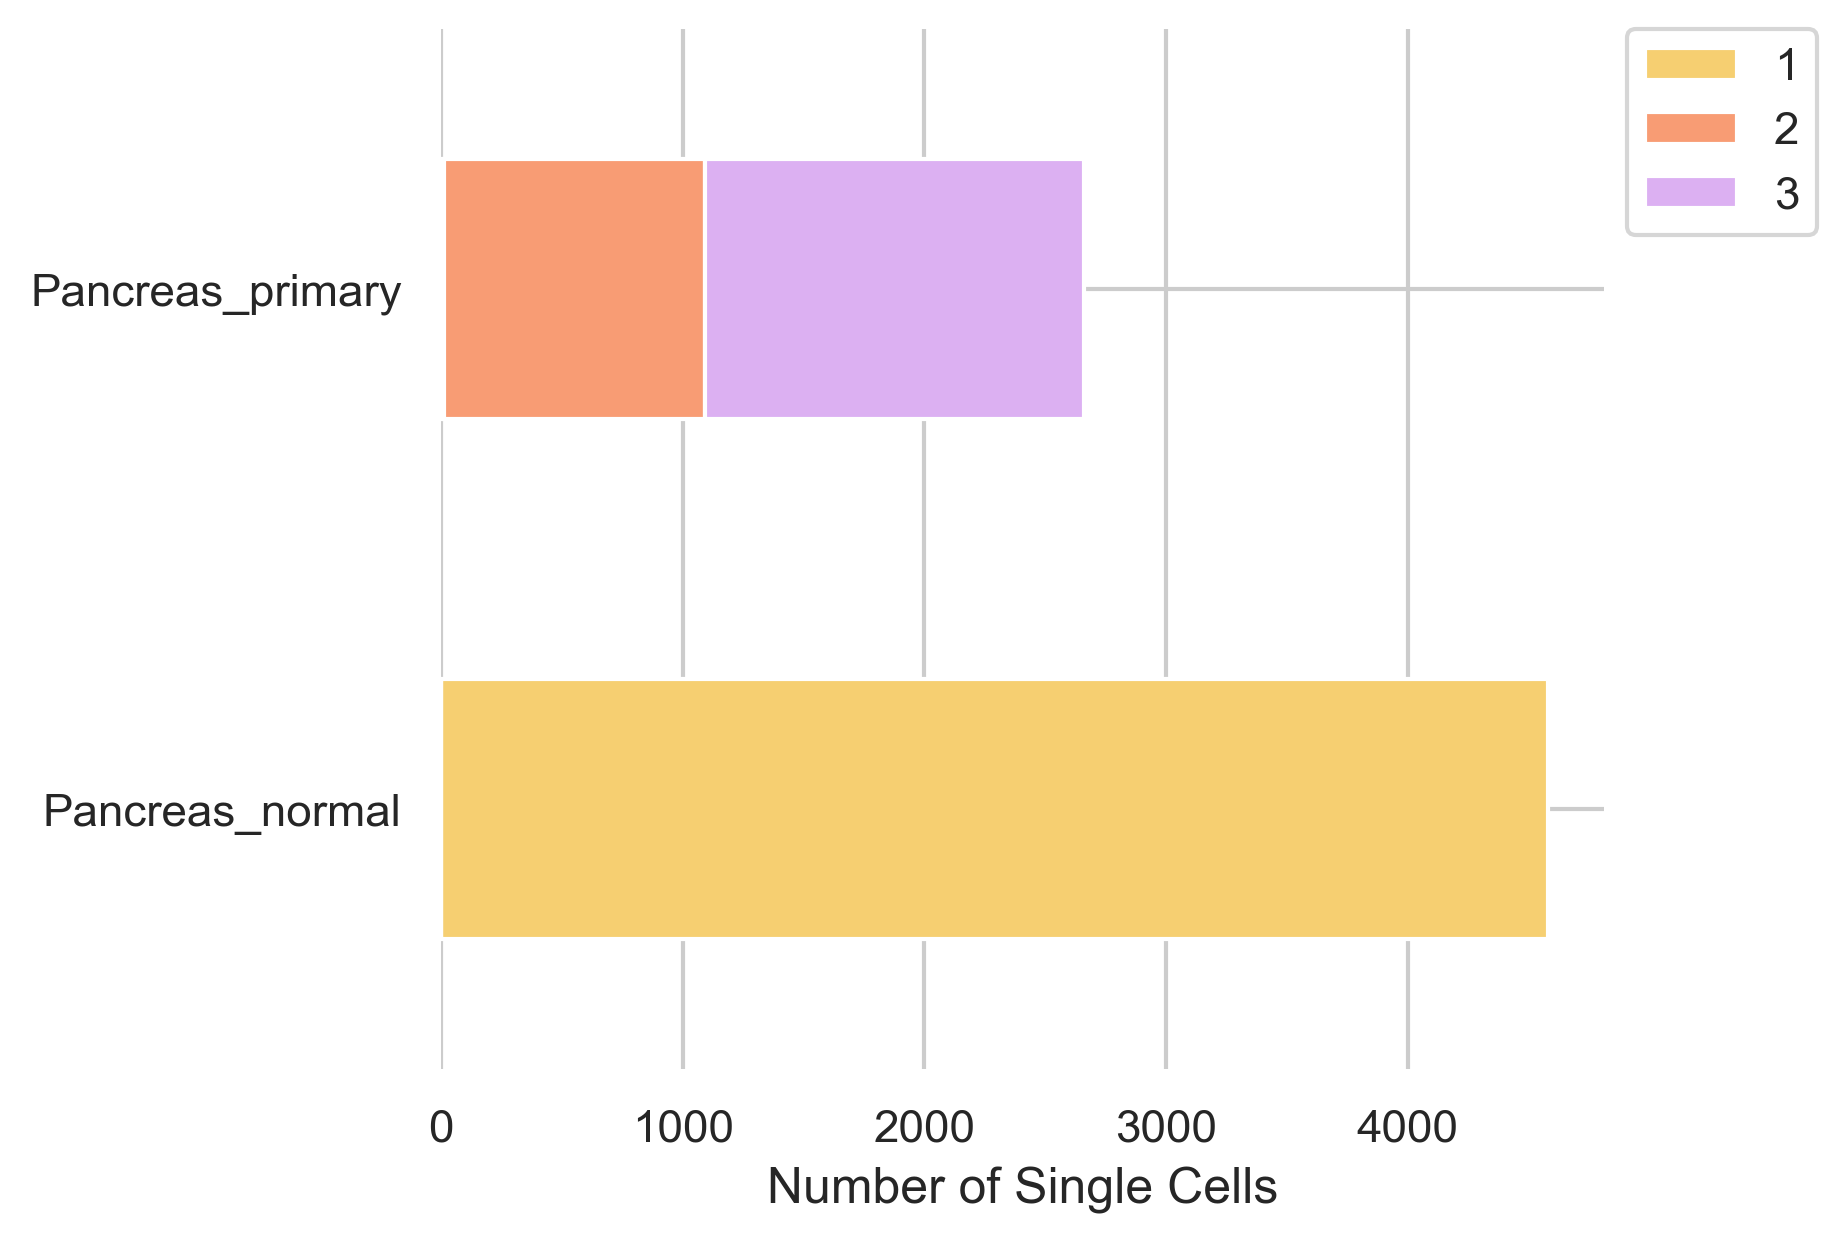 1
2
3
Pancreas_primary
Pancreas_normal
0 1000 2000 3000 4000
Number of Single Cells